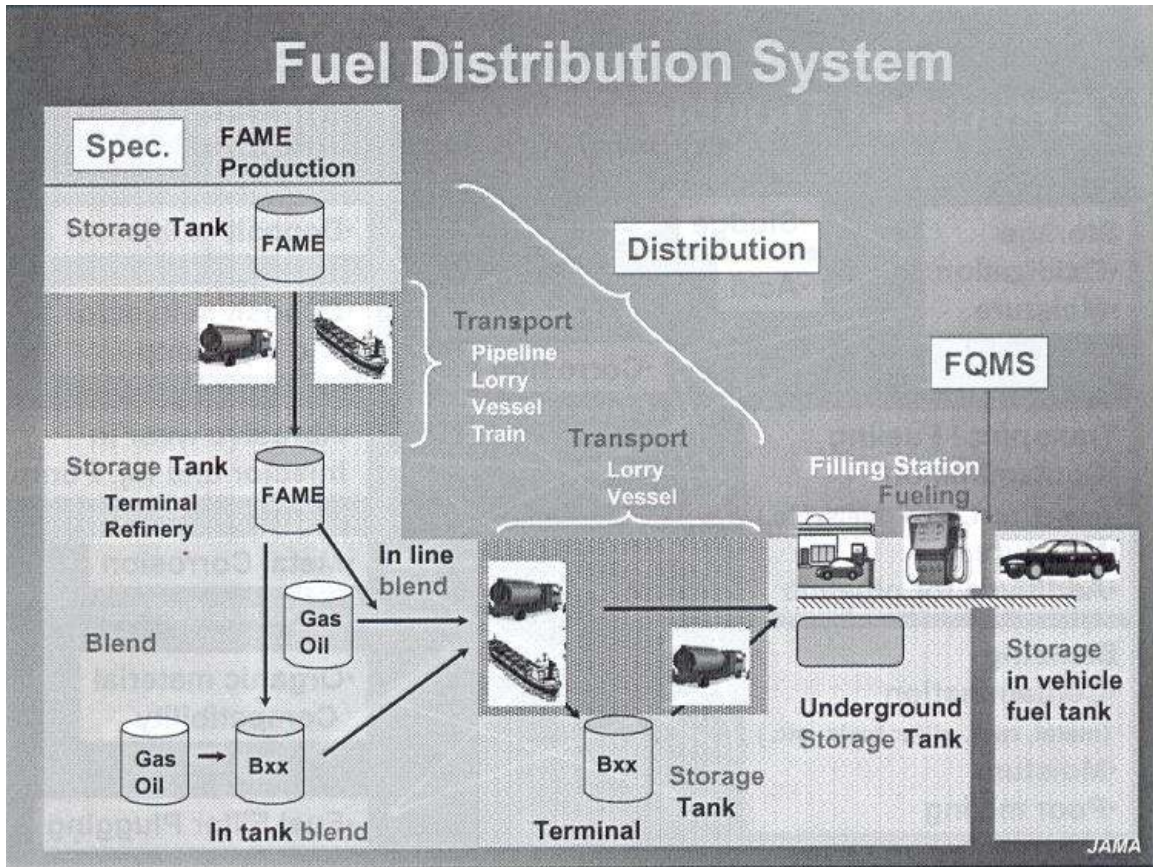 Fuel Distribution System
Spec.
FAME
Production
Storage Tank
FAME
Distribution
Transport
Pipeline
Lorry
Vessel
Train
FQMS
Storage Tank
Terminal
Refinery
FAME
Transport
Lorry
Vessel
Filling Station
Fueling
In line
blend
Gas
Oil
Blend
Gas
Oil
Bxx
In tank blend
Bxx
Storage
Tank
Terminal
Underground
Storage Tank
Storage
in vehicle
fuel tank
JAMA